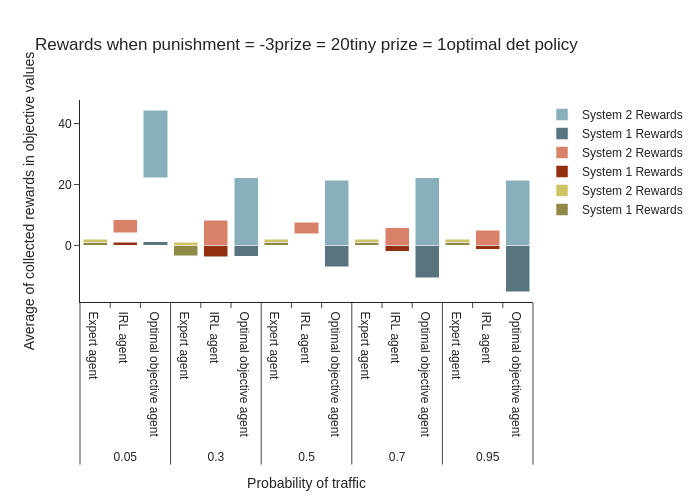 Rewards when punishment = -3prize = 20tiny prize = 1optimal det policy
Average of collected rewards in objective values
40
20
0
System 2 Rewards
System 1 Rewards
System 2 Rewards
System 1 Rewards
System 2 Rewards
System 1 Rewards
Expert agent
IRL agent
Optimal objective agent
Expert agent
IRL agent
Optimal objective agent
Expert agent
IRL agent
Optimal objective agent
Expert agent
IRL agent
Optimal objective agent
Expert agent
IRL agent
Optimal objective agent
0.05
0.3
0.5
0.7
0.95
Probability of traffic